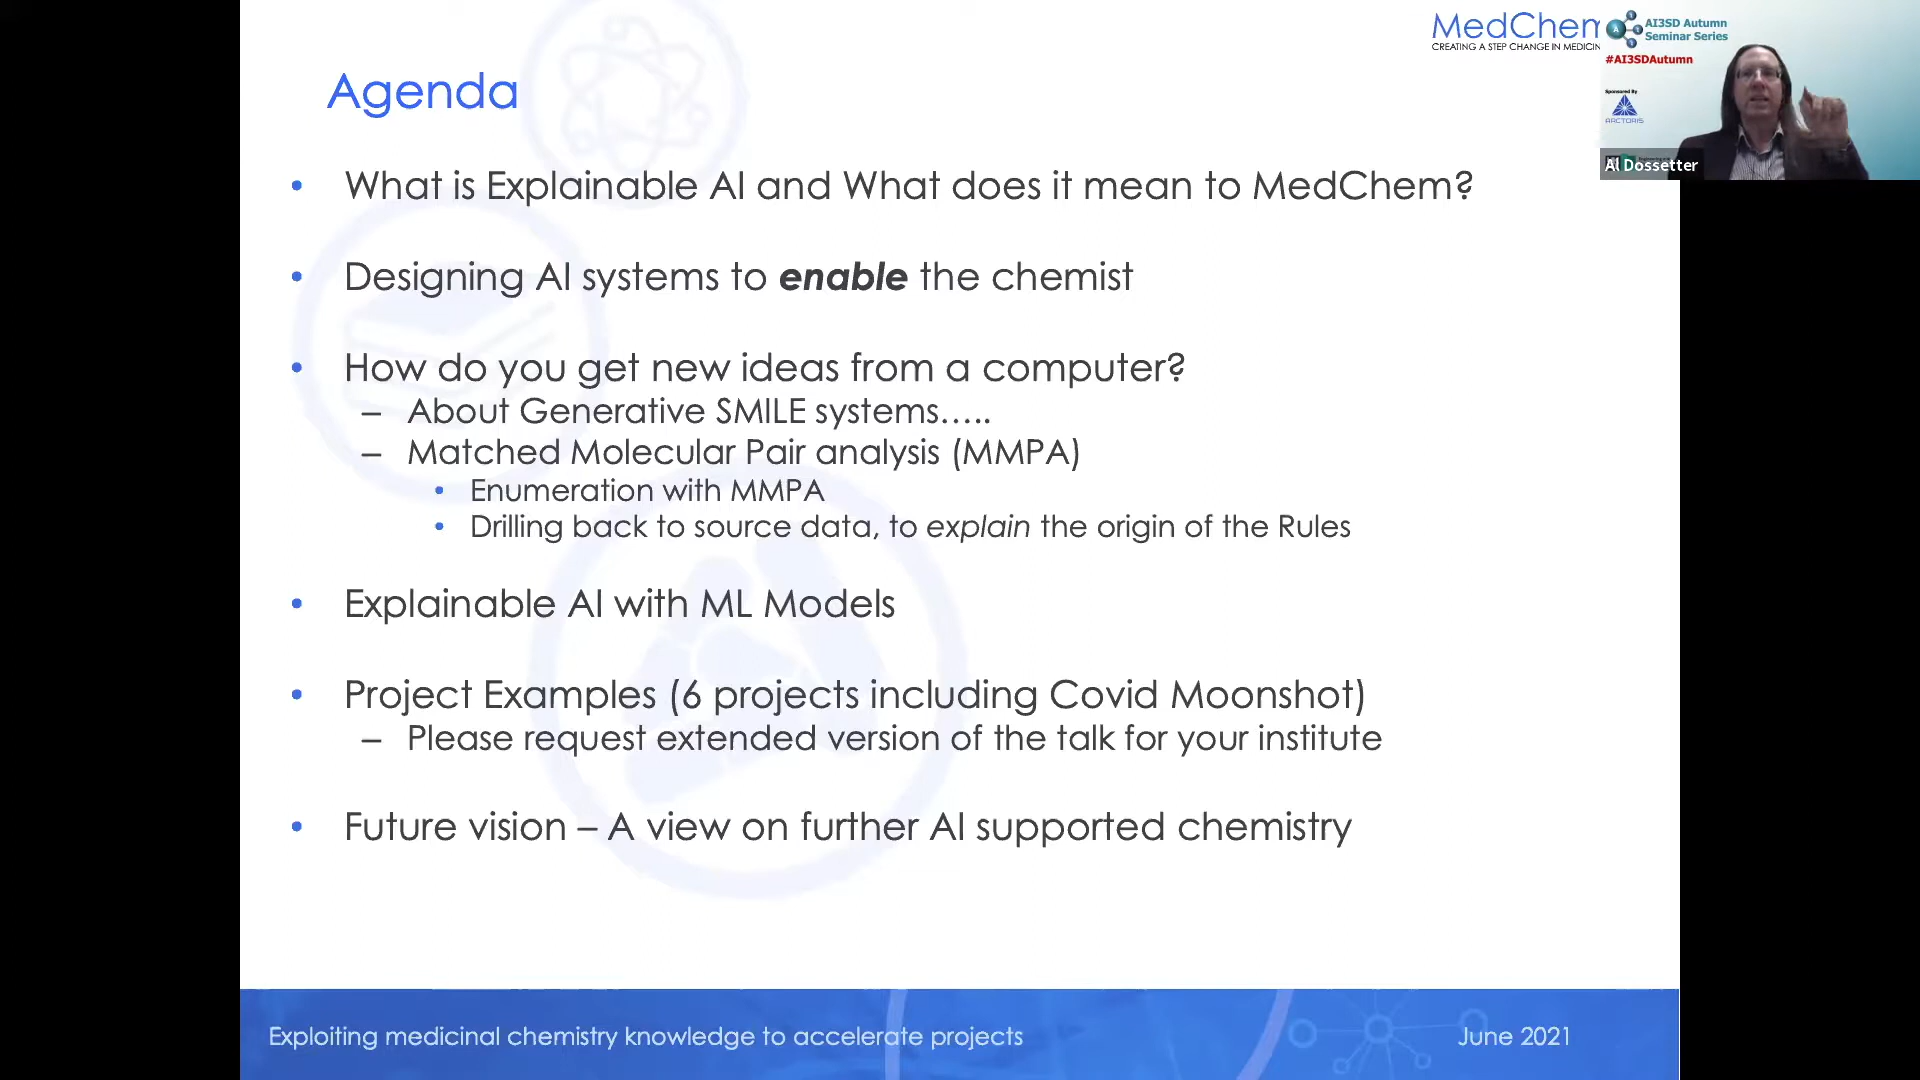 MedChem
CREATING A STEP CHANGE IN MEDICIN
AI3SD Autumn
Seminar Series
#AI3SDAutumn
Sponsored By
ARCTORIS
Al Dossetter
Agenda
• What is Explainable AI and What does it mean to MedChem?
• Designing AI systems to enable the chemist
• How do you get new ideas from a computer?
– About Generative SMILE systems…..
– Matched Molecular Pair analysis (MMPA)
• Enumeration with MMPA
• Drilling back to source data, to explain the origin of the Rules
• Explainable AI with ML Models
• Project Examples (6 projects including Covid Moonshot)
– Please request extended version of the talk for your institute
• Future vision – A view on further AI supported chemistry
Exploiting medicinal chemistry knowledge to accelerate projects
June 2021